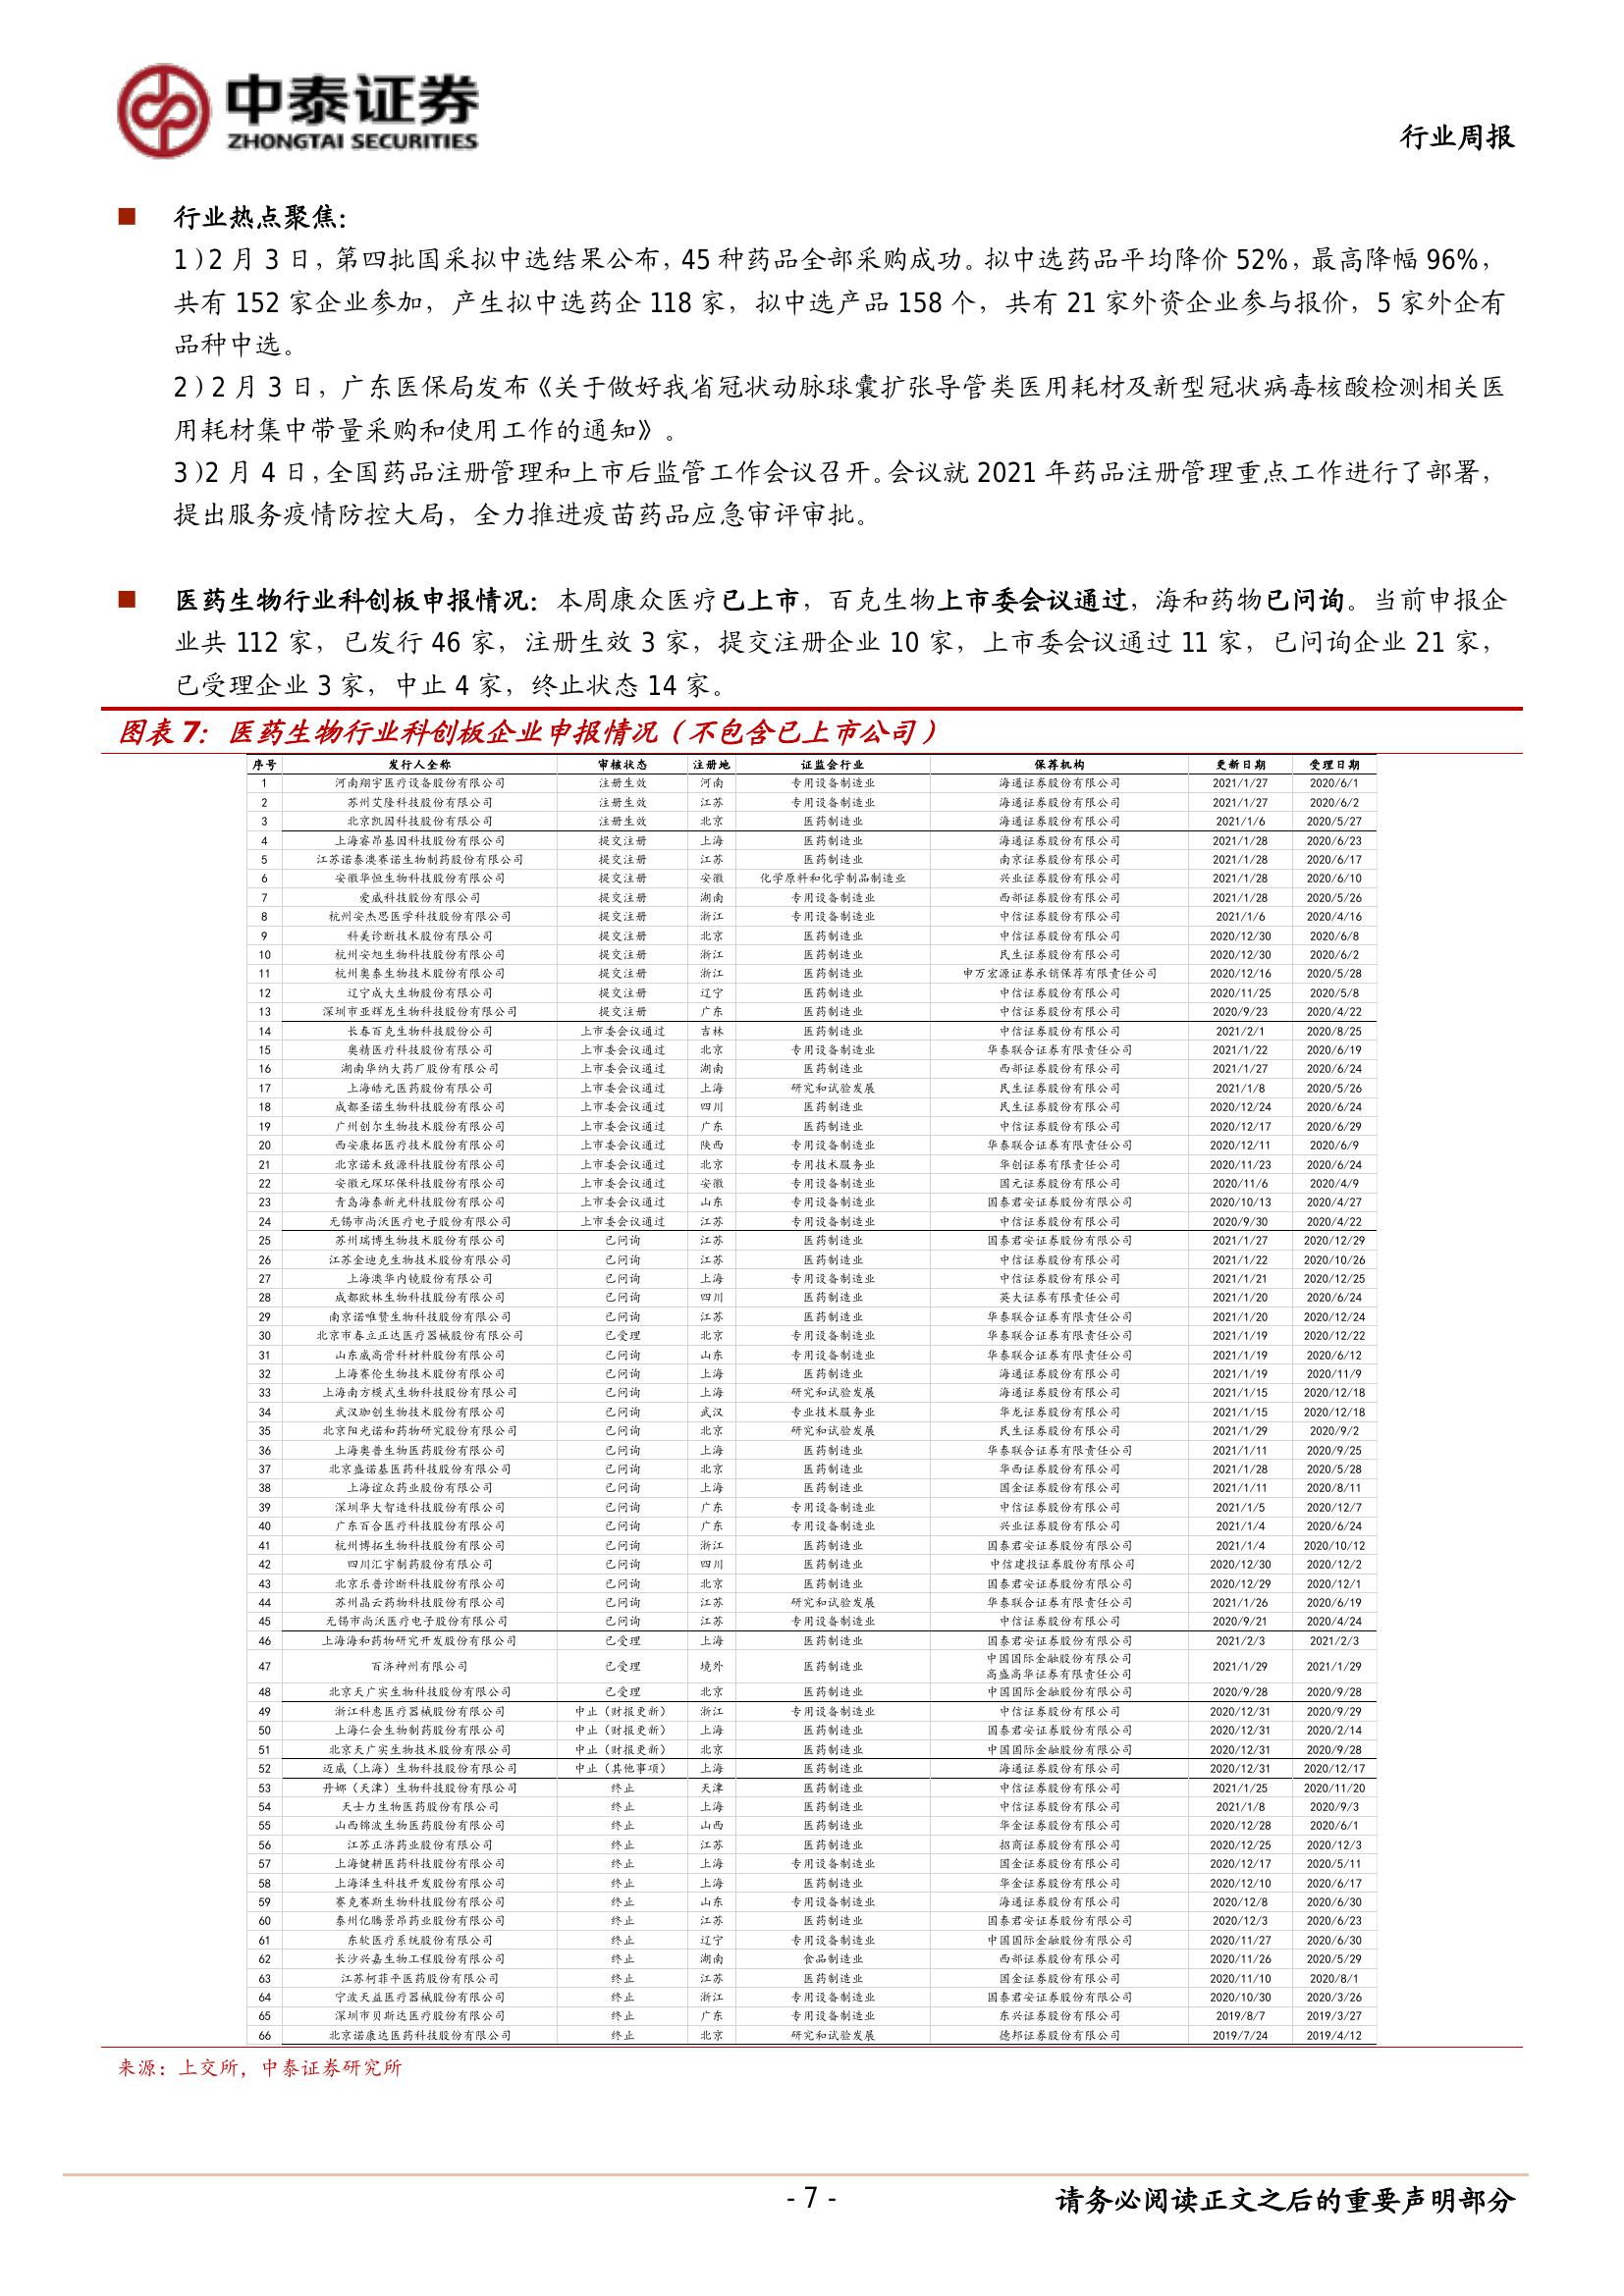 中泰证券
ZHONGTAI SECURITIES
行业周报
行业热点聚焦：
1）2 月 3 日，第四批国采拟中选结果公布，45 种药品全部采购成功。拟中选药品平均降价 52%，最高降幅 96%，
共有 152 家企业参加，产生拟中选药企 118 家，拟中选产品 158 个，共有 21 家外资企业参与报价，5 家外企有
品种中选。
2）2 月 3 日，广东医保局发布《关于做好我省冠状动脉球囊扩张导管类医用耗材及新型冠状病毒核酸检测相关医
用耗材集中带量采购和使用工作的通知》。
3）2 月 4 日，全国药品注册管理和上市后监管工作会议召开。会议就 2021 年药品注册管理重点工作进行了部署，
提出服务疫情防控大局，全力推进疫苗药品应急审评审批。
医药生物行业科创板申报情况：本周康众医疗已上市，百克生物上市委会议通过，海和药物已问询。当前申报企
业共 112 家，已发行 46 家，注册生效 3 家，提交注册企业 10 家，上市委会议通过 11 家，已问询企业 21 家，
已受理企业 3 家，中止 4 家，终止状态 14 家。
图表 7：医药生物行业科创板企业申报情况（不包含已上市公司）
序号 发行人全称 审核状态 注册地 证监会行业 保荐机构 更新日期 受理日期
1 河南翔宇医疗设备股份有限公司 注册生效 河南 专用设备制造业 海通证券股份有限公司 2021/1/27 2020/6/1
2 苏州艾隆科技股份有限公司 注册生效 江苏 专用设备制造业 海通证券股份有限公司 2021/1/27 2020/6/2
3 北京凯因科技股份有限公司 注册生效 北京 医药制造业 海通证券股份有限公司 2021/1/6 2020/5/27
4 上海睿昂基因科技股份有限公司 提交注册 上海 医药制造业 海通证券股份有限公司 2021/1/28 2020/6/23
5 江苏诺泰澳赛诺生物制药股份有限公司 提交注册 江苏 医药制造业 南京证券股份有限公司 2021/1/28 2020/6/17
6 安徽华恒生物科技股份有限公司 提交注册 安徽 化学原料和化学制品制造业 兴业证券股份有限公司 2021/1/28 2020/6/10
7 爱威科技股份有限公司 提交注册 湖南 专用设备制造业 西部证券股份有限公司 2021/1/28 2020/5/26
8 杭州安杰思医学科技股份有限公司 提交注册 浙江 专用设备制造业 中信证券股份有限公司 2021/1/6 2020/4/16
9 科美诊断技术股份有限公司 提交注册 北京 医药制造业 中信证券股份有限公司 2020/12/30 2020/6/8
10 杭州安旭生物科技股份有限公司 提交注册 浙江 医药制造业 民生证券股份有限公司 2020/12/30 2020/6/2
11 杭州奥泰生物技术股份有限公司 提交注册 浙江 医药制造业 申万宏源证券承销保荐有限责任公司 2020/12/16 2020/5/28
12 辽宁成大生物股份有限公司 提交注册 辽宁 医药制造业 中信证券股份有限公司 2020/11/25 2020/5/8
13 深圳市亚辉龙生物科技股份有限公司 提交注册 广东 医药制造业 中信证券股份有限公司 2020/9/23 2020/4/22
14 长春百克生物科技股份公司 上市委会议通过 吉林 医药制造业 中信证券股份有限公司 2021/2/1 2020/8/25
15 奥精医疗科技股份有限公司 上市委会议通过 北京 专用设备制造业 华泰联合证券有限责任公司 2021/1/22 2020/6/19
16 湖南华纳大药厂股份有限公司 上市委会议通过 湖南 医药制造业 西部证券股份有限公司 2021/1/27 2020/6/24
17 上海皓元医药股份有限公司 上市委会议通过 上海 研究和试验发展 民生证券股份有限公司 2021/1/8 2020/5/26
18 成都圣诺生物科技股份有限公司 上市委会议通过 四川 医药制造业 民生证券股份有限公司 2020/12/24 2020/6/24
19 广州创尔生物技术股份有限公司 上市委会议通过 广东 医药制造业 中信证券股份有限公司 2020/12/17 2020/6/29
20 西安康拓医疗技术股份有限公司 上市委会议通过 陕西 专用设备制造业 华泰联合证券有限责任公司 2020/12/11 2020/6/9
21 北京诺禾致源科技股份有限公司 上市委会议通过 北京 专用技术服务业 华创证券有限责任公司 2020/11/23 2020/6/24
22 安徽元琛环保科技股份有限公司 上市委会议通过 安徽 专用设备制造业 国元证券股份有限公司 2020/11/6 2020/4/9
23 青岛海泰新光科技股份有限公司 上市委会议通过 山东 专用设备制造业 国泰君安证券股份有限公司 2020/10/13 2020/4/27
24 无锡市尚沃医疗电子股份有限公司 上市委会议通过 江苏 专用设备制造业 中信证券股份有限公司 2020/9/30 2020/4/22
25 苏州瑞博生物技术股份有限公司 已问询 江苏 医药制造业 国泰君安证券股份有限公司 2021/1/27 2020/12/29
26 江苏金迪克生物技术股份有限公司 已问询 江苏 医药制造业 中信证券股份有限公司 2021/1/22 2020/10/26
27 上海澳华内镜股份有限公司 已问询 上海 专用设备制造业 中信证券股份有限公司 2021/1/21 2020/12/25
28 成都欧林生物科技股份有限公司 已问询 四川 医药制造业 英大证券有限责任公司 2021/1/20 2020/6/24
29 南京诺唯赞生物科技股份有限公司 已问询 江苏 医药制造业 华泰联合证券有限责任公司 2021/1/20 2020/12/24
30 北京市春立正达医疗器械股份有限公司 已受理 北京 专用设备制造业 华泰联合证券有限责任公司 2021/1/19 2020/12/22
31 山东威高骨科材料股份有限公司 已问询 山东 专用设备制造业 华泰联合证券有限责任公司 2021/1/19 2020/6/12
32 上海赛伦生物技术股份有限公司 已问询 上海 医药制造业 海通证券股份有限公司 2021/1/19 2020/11/9
33 上海南方模式生物科技股份有限公司 已问询 上海 研究和试验发展 海通证券股份有限公司 2021/1/15 2020/12/18
34 武汉珈创生物技术股份有限公司 已问询 武汉 专业技术服务业 华龙证券股份有限公司 2021/1/15 2020/12/18
35 北京阳光诺和药物研究股份有限公司 已问询 北京 研究和试验发展 民生证券股份有限公司 2021/1/29 2020/9/2
36 上海奥普生物医药股份有限公司 已问询 上海 医药制造业 华泰联合证券有限责任公司 2021/1/11 2020/9/25
37 北京盛诺基医药科技股份有限公司 已问询 北京 医药制造业 华西证券股份有限公司 2021/1/28 2020/5/28
38 上海谊众药业股份有限公司 已问询 上海 医药制造业 国金证券股份有限公司 2021/1/11 2020/8/11
39 深圳华大智造科技股份有限公司 已问询 广东 专用设备制造业 中信证券股份有限公司 2021/1/5 2020/12/7
40 广东百合医疗科技股份有限公司 已问询 广东 专用设备制造业 兴业证券股份有限公司 2021/1/4 2020/6/24
41 杭州博拓生物科技股份有限公司 已问询 浙江 医药制造业 国泰君安证券股份有限公司 2021/1/4 2020/10/12
42 四川汇宇制药股份有限公司 已问询 四川 医药制造业 中信建投证券股份有限公司 2020/12/30 2020/12/2
43 北京乐普诊断科技股份有限公司 已问询 北京 医药制造业 国泰君安证券股份有限公司 2020/12/29 2020/12/1
44 苏州晶云药物科技股份有限公司 已问询 江苏 研究和试验发展 华泰联合证券有限责任公司 2021/1/26 2020/6/19
45 无锡市尚沃医疗电子股份有限公司 已问询 江苏 专用设备制造业 中信证券股份有限公司 2020/9/21 2020/4/24
46 上海海和药物研究开发股份有限公司 已受理 上海 医药制造业 国泰君安证券股份有限公司 2021/2/3 2021/2/3
47 百济神州有限公司 已受理 境外 医药制造业 中国国际金融股份有限公司 高盛高华证券有限责任公司 2021/1/29 2021/1/29
48 北京天广实生物科技股份有限公司 已受理 北京 医药制造业 中国国际金融股份有限公司 2020/9/28 2020/9/28
49 浙江科惠医疗器械股份有限公司 中止（财报更新） 浙江 专用设备制造业 中信证券股份有限公司 2020/12/31 2020/9/29
50 上海仁会生物制药股份有限公司 中止（财报更新） 上海 医药制造业 国泰君安证券股份有限公司 2020/12/31 2020/2/14
51 北京天广实生物技术股份有限公司 中止（财报更新） 北京 医药制造业 中国国际金融股份有限公司 2020/12/31 2020/9/28
52 迈威（上海）生物科技股份有限公司 中止（其他事项） 上海 医药制造业 海通证券股份有限公司 2020/12/31 2020/12/17
53 丹娜（天津）生物科技股份有限公司 终止 天津 医药制造业 中信证券股份有限公司 2021/1/25 2020/11/20
54 天士力生物医药股份有限公司 终止 上海 医药制造业 中信证券股份有限公司 2021/1/8 2020/9/3
55 山西锦波生物医药股份有限公司 终止 山西 医药制造业 华金证券股份有限公司 2020/12/28 2020/6/1
56 江苏正济药业股份有限公司 终止 江苏 医药制造业 招商证券股份有限公司 2020/12/25 2020/12/3
57 上海健耕医药科技股份有限公司 终止 上海 专用设备制造业 国金证券股份有限公司 2020/12/17 2020/5/11
58 上海泽生科技开发股份有限公司 终止 上海 医药制造业 华金证券股份有限公司 2020/12/10 2020/6/17
59 赛克赛斯生物科技股份有限公司 终止 山东 专用设备制造业 海通证券股份有限公司 2020/12/8 2020/6/30
60 泰州亿腾景昂药业股份有限公司 终止 江苏 医药制造业 国泰君安证券股份有限公司 2020/12/3 2020/6/23
61 东软医疗系统股份有限公司 终止 辽宁 专用设备制造业 中国国际金融股份有限公司 2020/11/27 2020/6/30
62 长沙兴嘉生物工程股份有限公司 终止 湖南 食品制造业 西部证券股份有限公司 2020/11/26 2020/5/29
63 江苏柯菲平医药股份有限公司 终止 江苏 医药制造业 国金证券股份有限公司 2020/11/10 2020/8/1
64 宁波天益医疗器械股份有限公司 终止 浙江 专用设备制造业 国泰君安证券股份有限公司 2020/10/30 2020/3/26
65 深圳市贝斯达医疗股份有限公司 终止 广东 专用设备制造业 东兴证券股份有限公司 2019/8/7 2019/3/27
66 北京诺康达医药科技股份有限公司 终止 北京 研究和试验发展 德邦证券股份有限公司 2019/7/24 2019/4/12
来源：上交所，中泰证券研究所
- 7 -
请务必阅读正文之后的重要声明部分